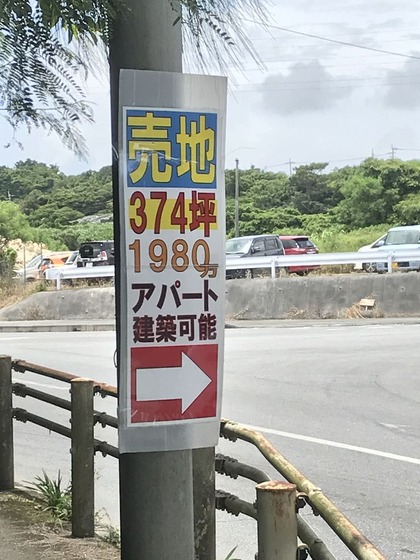 売地
374坪
1980万
アパート
建築可能